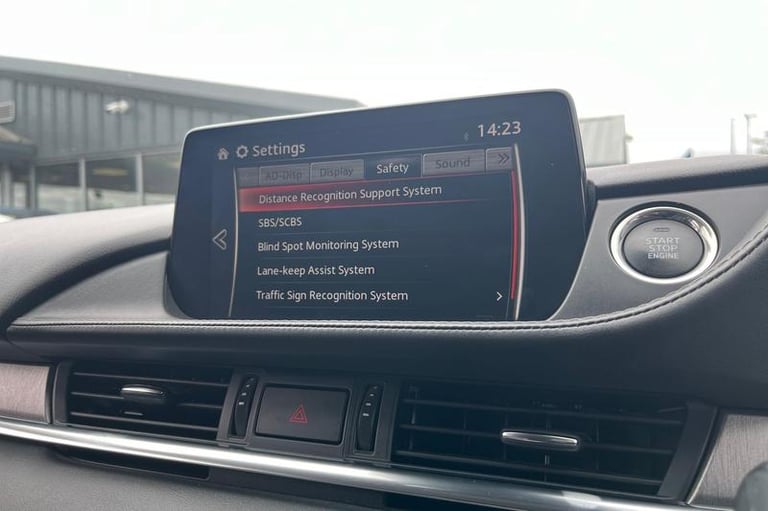 Settings
14:23
AD-Disp Display Safety Sound
Distance Recognition Support System
SBS/SCBS
Blind Spot Monitoring System
Lane-keep Assist System
Traffic Sign Recognition System
START
STOP
ENGINE